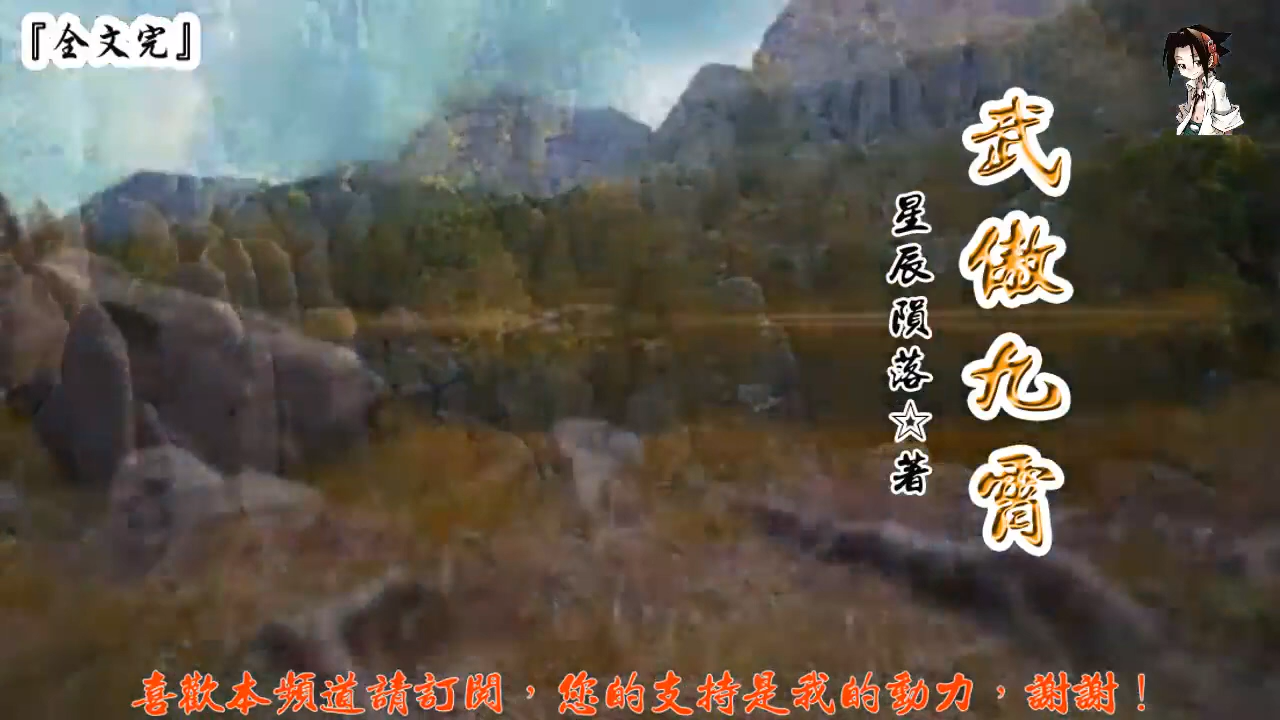 『全文完』
武傲九霄
星辰隕落☆著
喜歡本頻道請訂閱，您的支持是我的動力，謝謝！